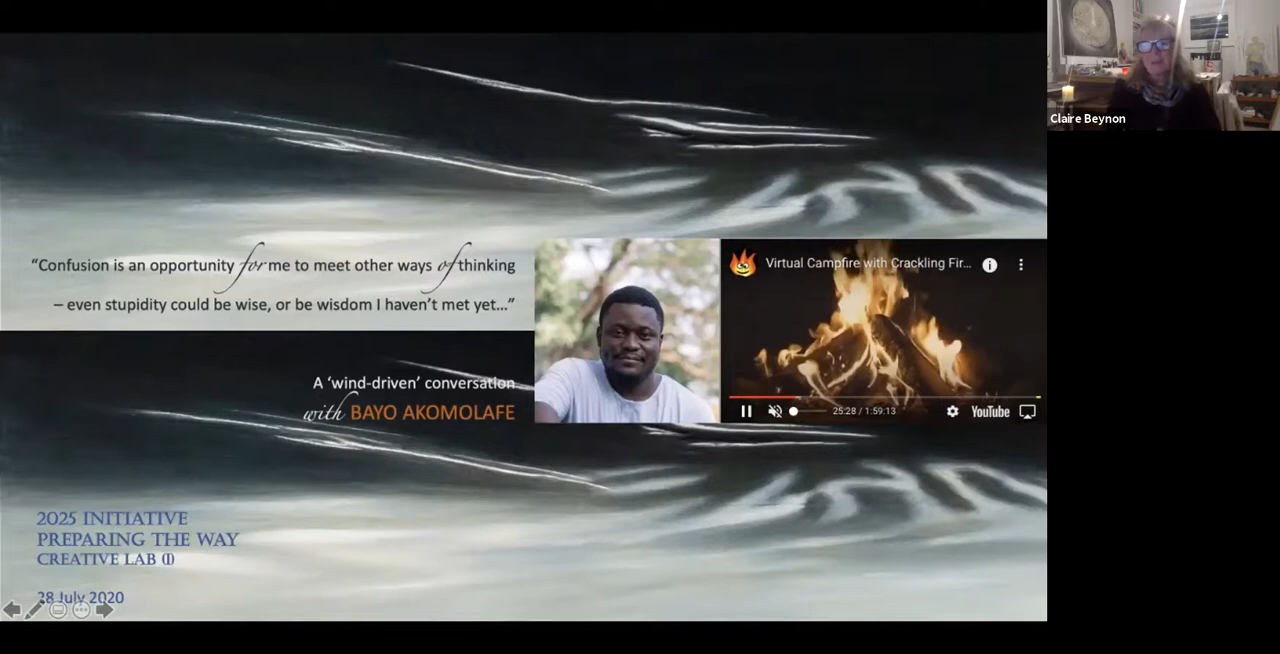 Claire Beynon
“Confusion is an opportunity for me to meet other ways of thinking
– even stupidity could be wise, or be wisdom I haven’t met yet...”
Virtual Campfire with Crackling Fir...
A ‘wind-driven’ conversation
with BAYO AKOMOLAFE
25:28 / 1:59:13
YouTube
2025 INITIATIVE
PREPARING THE WAY
CREATIVE LAB (I)
28 July 2020